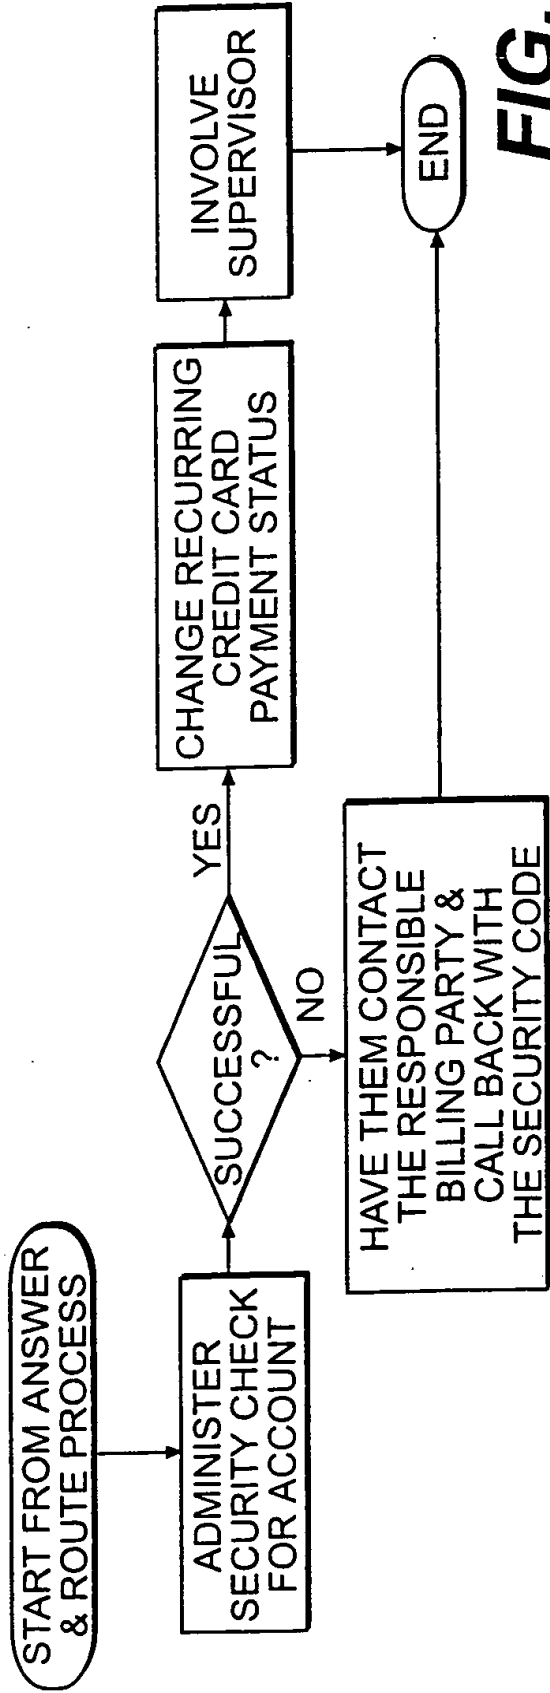 START FROM ANSWER
& ROUTE PROCESS
ADMINISTER
SECURITY CHECK
FOR ACCOUNT
SUCCESSFUL
?
YES
NO
CHANGE RECURRING
CREDIT CARD
PAYMENT STATUS
INVOLVE
SUPERVISOR
HAVE THEM CONTACT
THE RESPONSIBLE
BILLING PARTY &
CALL BACK WITH
THE SECURITY CODE
END
FIG.